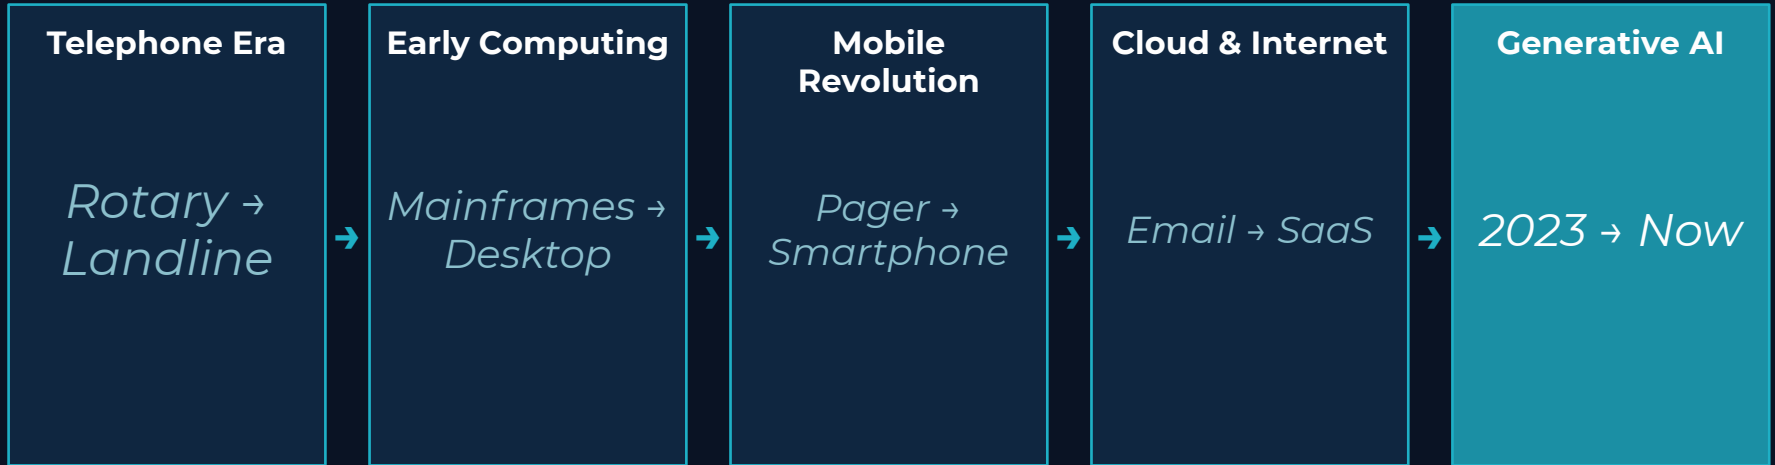 Telephone Era
Rotary →
Landline
Early Computing
Mainframes →
Desktop
Mobile
Revolution
Pager →
Smartphone
Cloud & Internet
Email → SaaS
Generative AI
2023 → Now